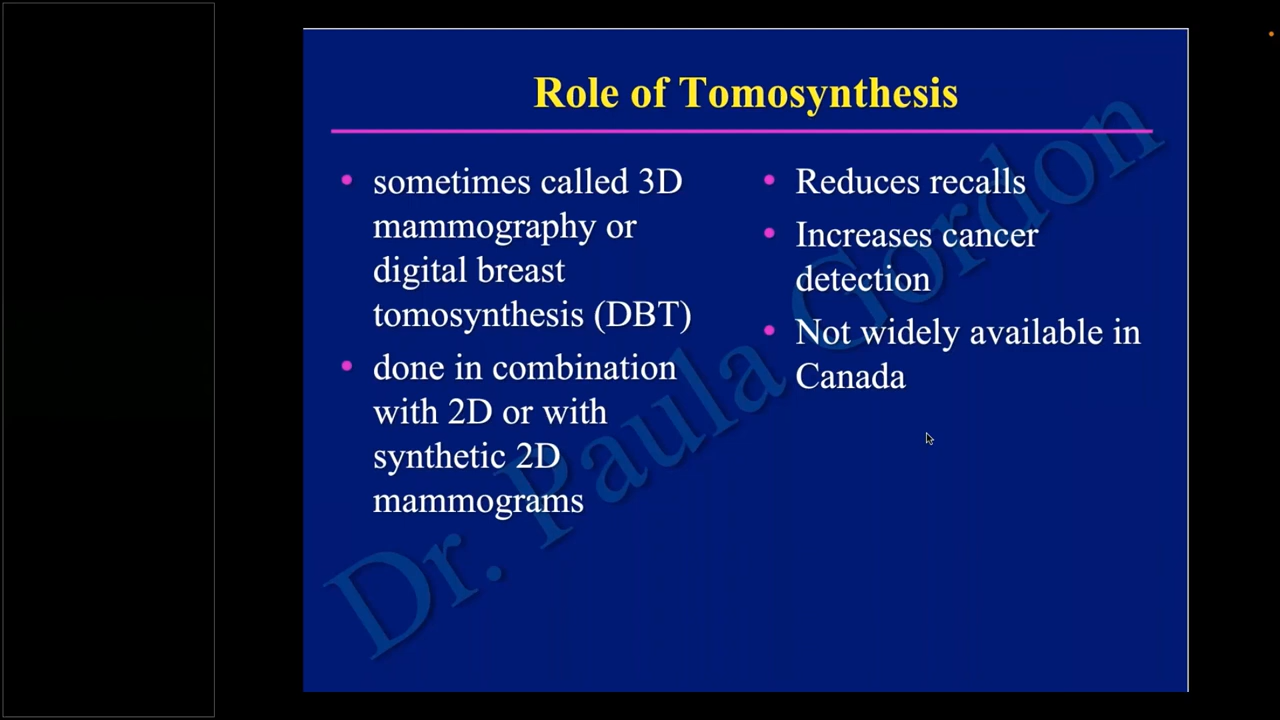 Role of Tomosynthesis
sometimes called 3D
mammography or
digital breast
tomosynthesis (DBT)
done in combination
with 2D or with
synthetic 2D
mammograms
Reduces recalls
Increases cancer
detection
Not widely available in
Canada
Dr. Paula Gordon